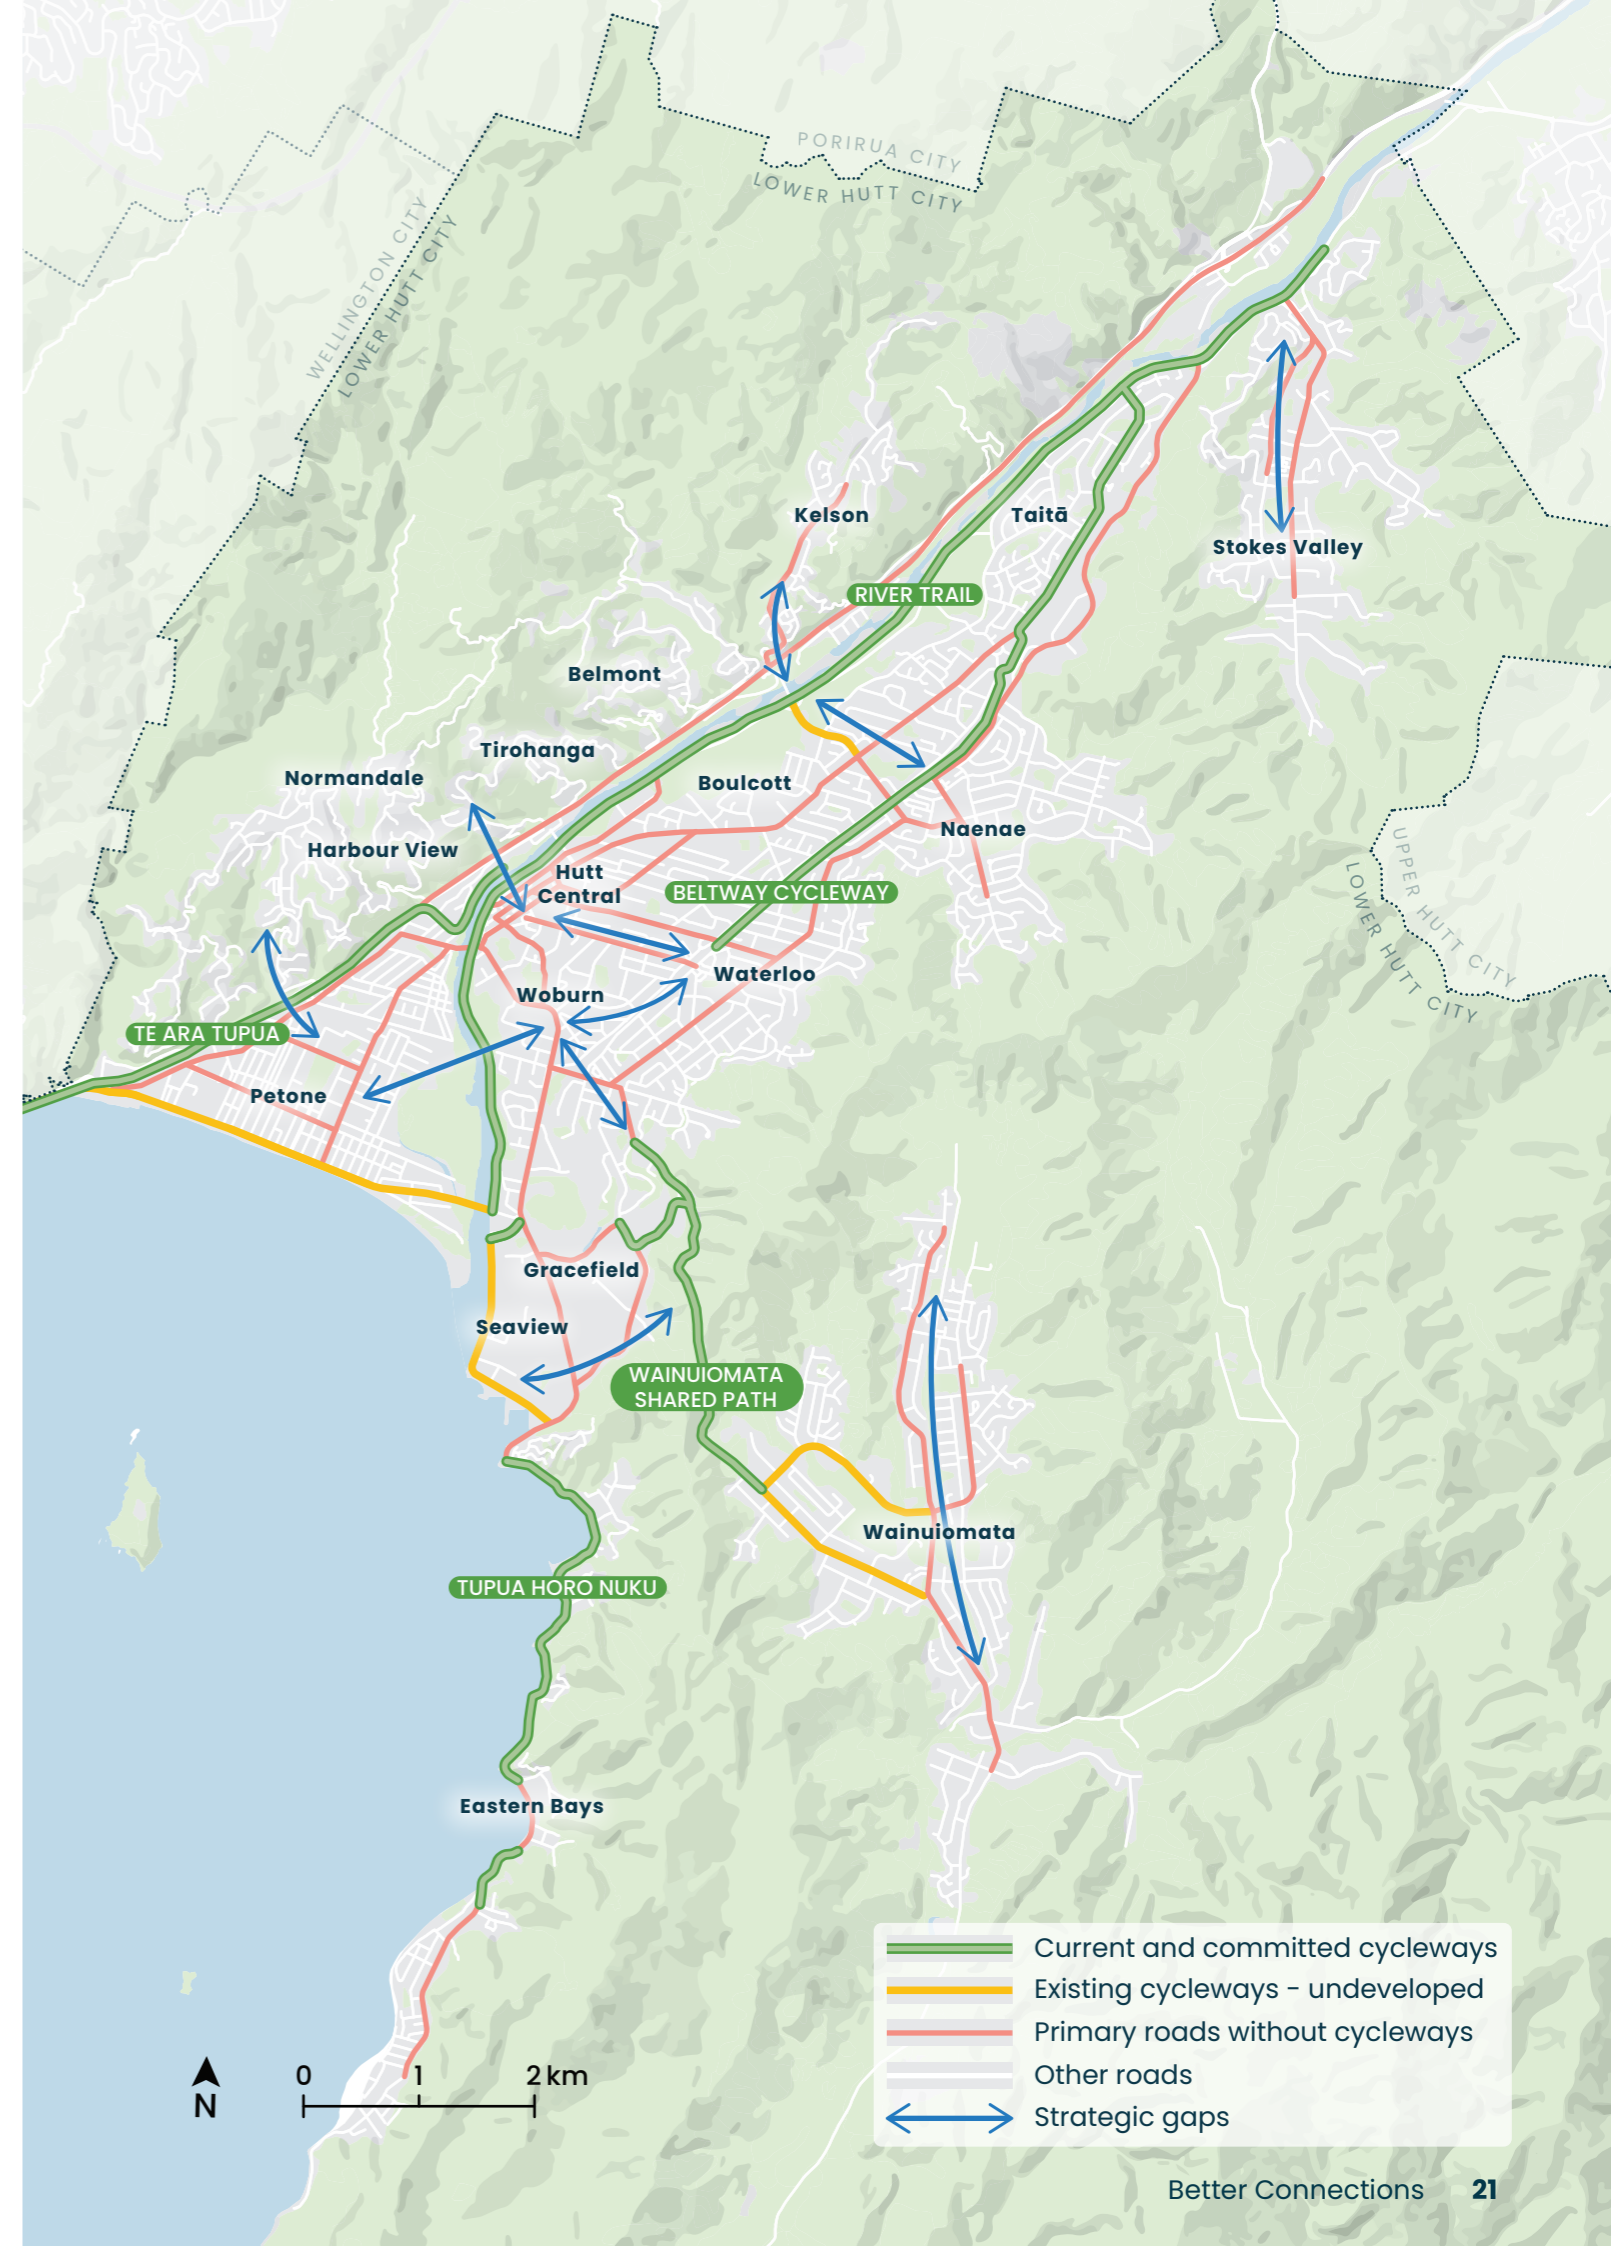 PORIRUA CITY
LOWER HUTT CITY
WELLINGTON CITY
LOWER HUTT CITY
Kelson
Taitā
Stokes Valley
RIVER TRAIL
Belmont
Tirohanga
Normandale
Boulcott
Naenae
Harbour View
Hutt
Central
BELTWAY CYCLEWAY
UPPER HUTT CITY
LOWER HUTT CITY
Waterloo
Woburn
TE ARA TUPUA
Petone
Gracefield
Seaview
WAINUIOMATA
SHARED PATH
Wainuiomata
TUPUA HORO NUKU
Eastern Bays
Current and committed cycleways
Existing cycleways - undeveloped
Primary roads without cycleways
Other roads
Strategic gaps
N
0 1 2 km
Better Connections 21